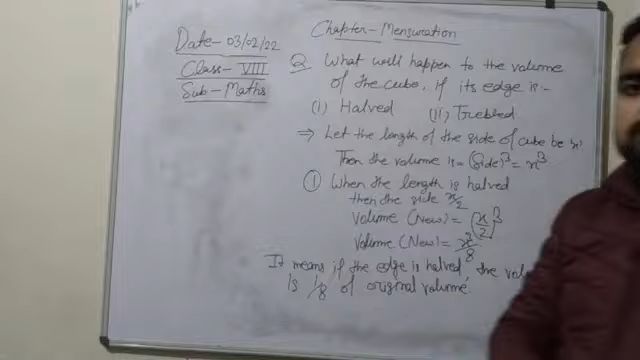 Chapter - Mensuration
Date - 03/02/22
Class - VIII
Sub - Maths
Q What will happen to the volume
of the cube, if its edge is -
(i) Halved (ii) Trebled
⇒ Let the length of the side of cube be 'x'
Then the volume is = (Side)³ = x³
① When the length is halved
then the side x/2
Volume (New) = (x/2)³
Volume (New) = x³/8
It means if the edge is halved, the
is 1/8 of original volume.